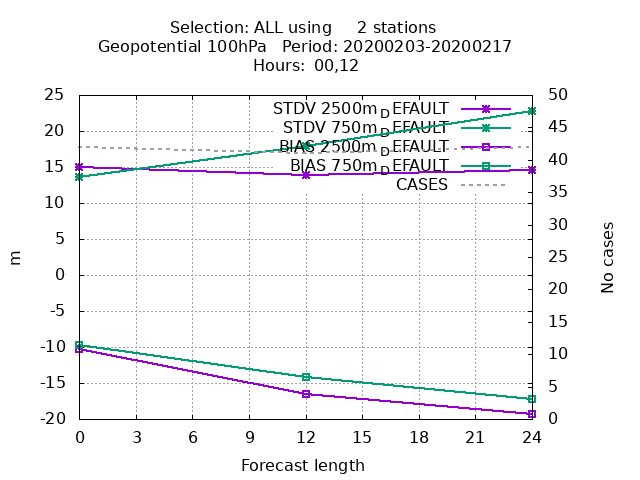 Selection: ALL using 2 stations
Geopotential 100hPa Period: 20200203-20200217
Hours: 00,12
25
20
15
10
5
0
-5
-10
-15
-20
m
STDV 2500m_DEFAULT
STDV 750m_DEFAULT
BIAS 2500m_DEFAULT
BIAS 750m_DEFAULT
CASES
50
45
40
35
30
25
20
15
10
5
0
No cases
0 3 6 9 12 15 18 21 24
Forecast length